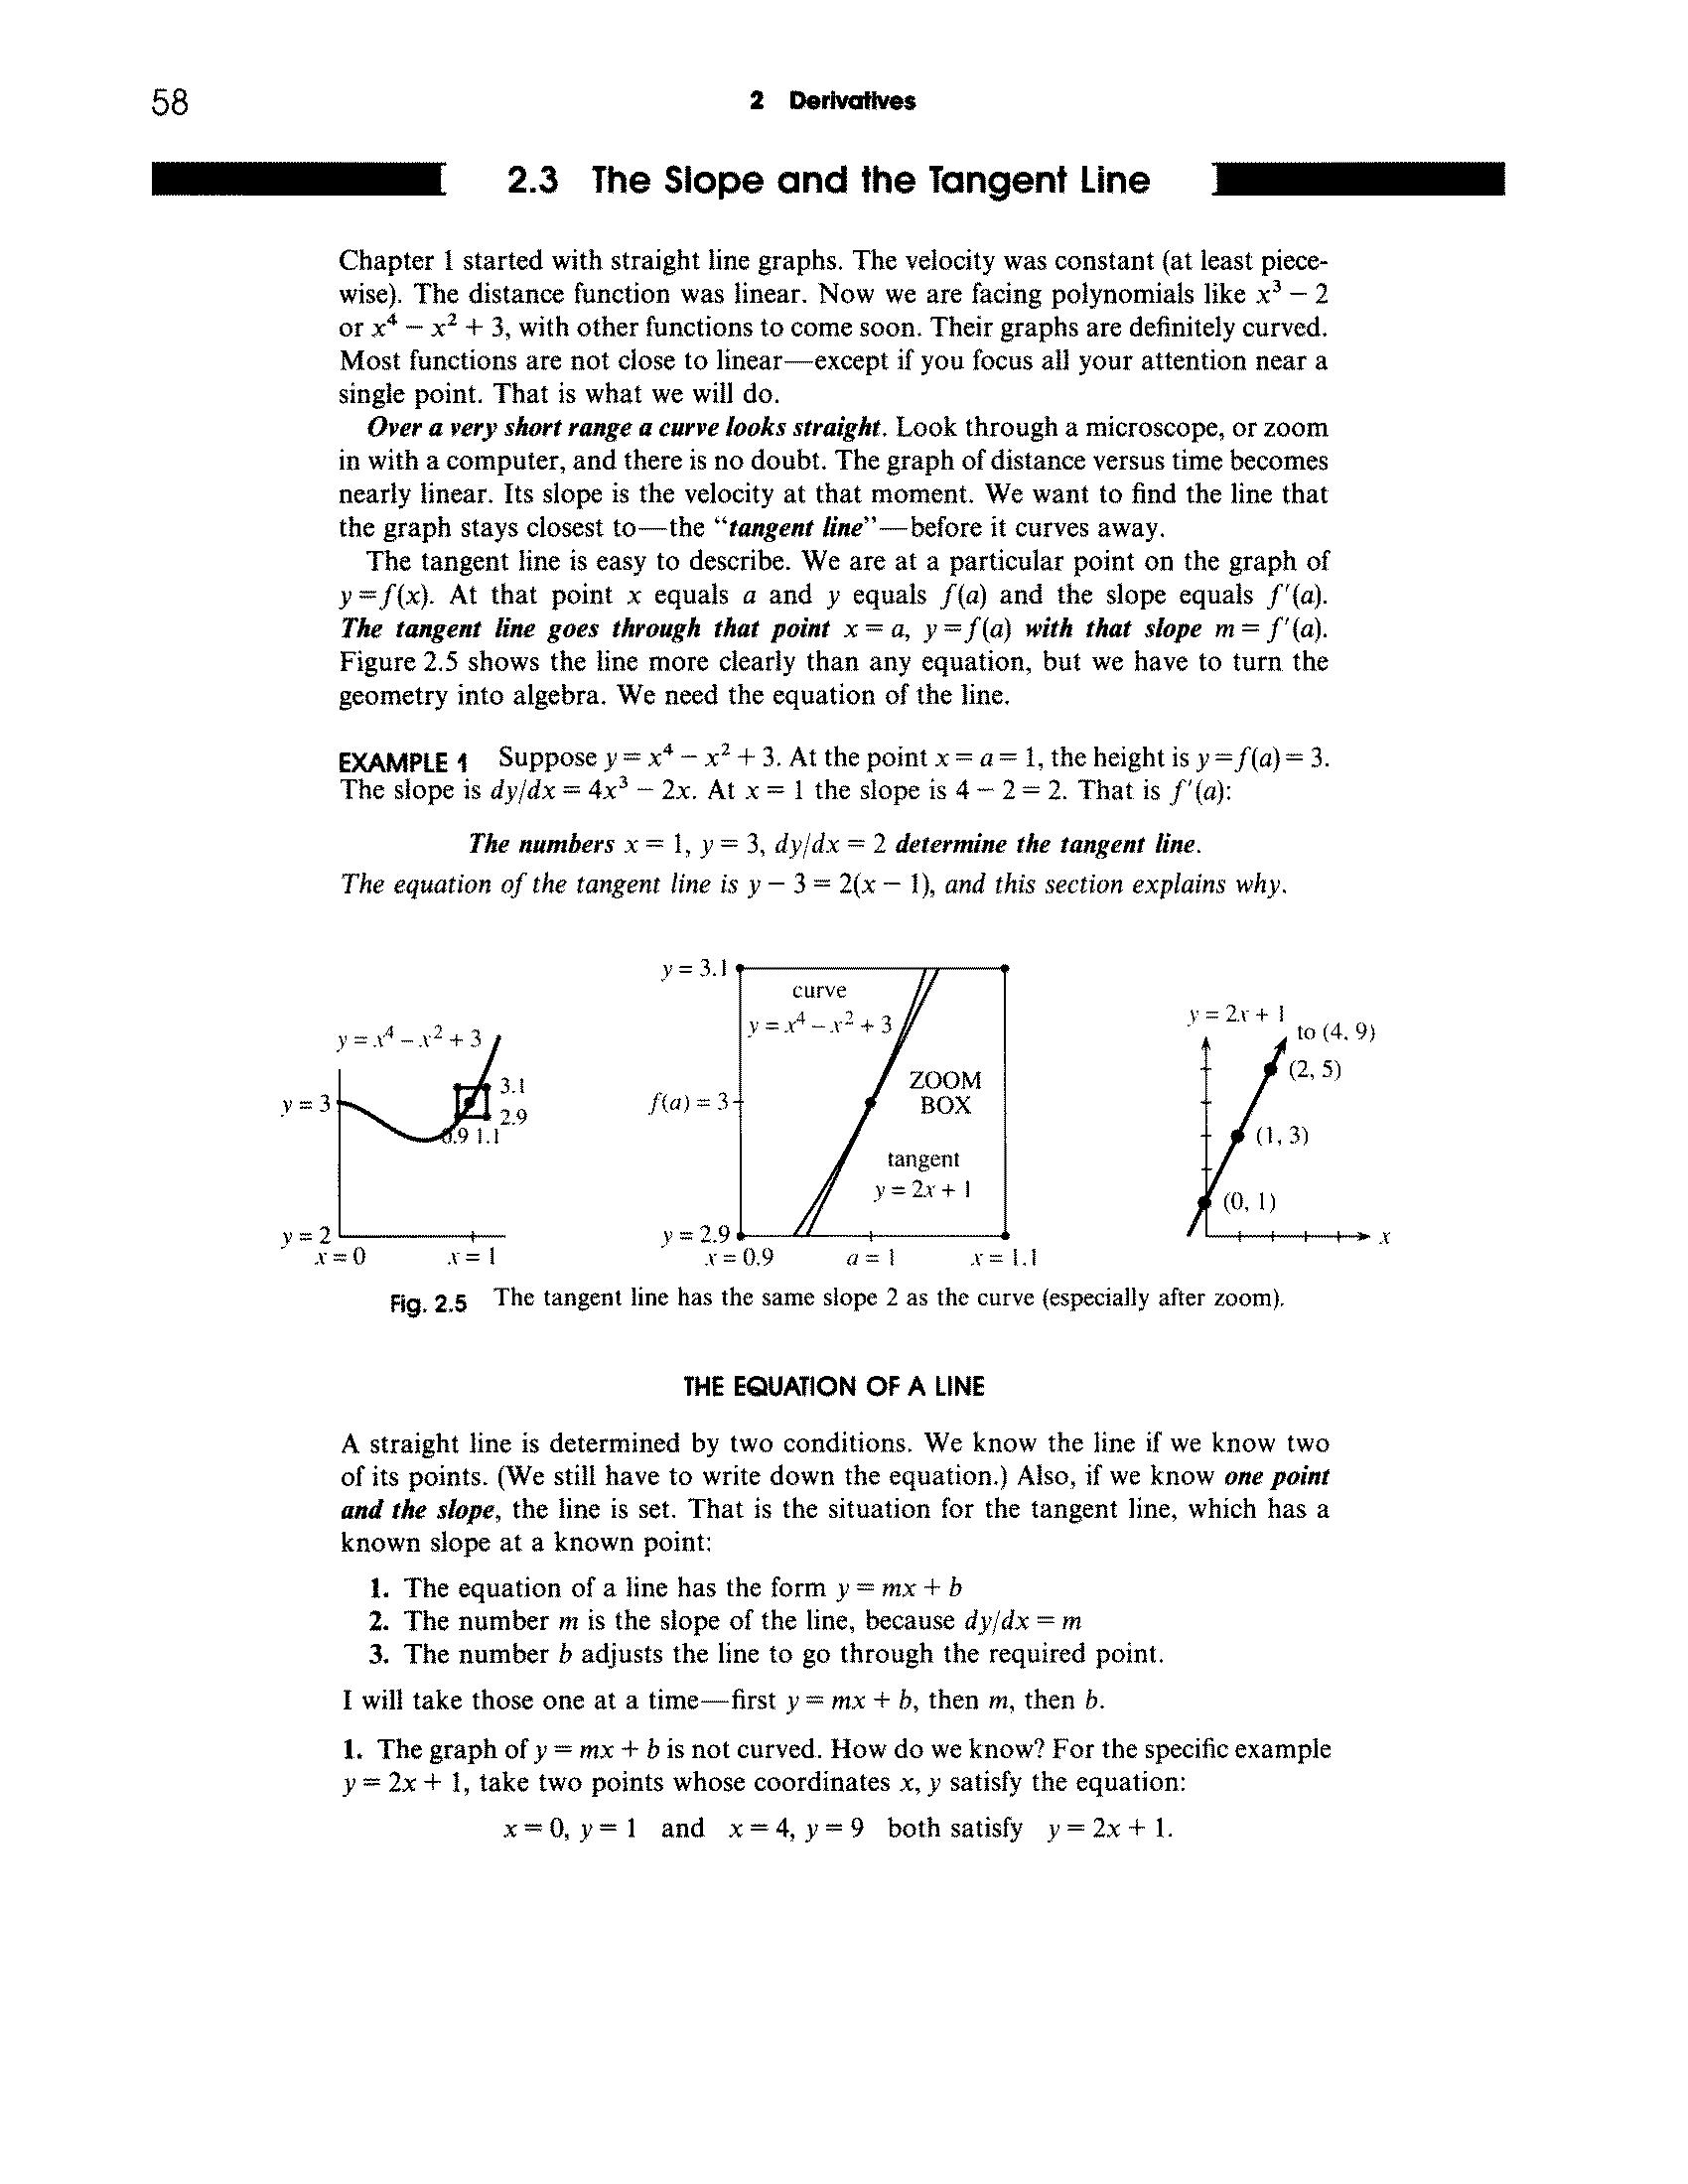 58
2 Derivatives
2.3 The Slope and the Tangent Line
Chapter 1 started with straight line graphs. The velocity was constant (at least piece-
wise). The distance function was linear. Now we are facing polynomials like x³ − 2
or x⁴ − x² + 3, with other functions to come soon. Their graphs are definitely curved.
Most functions are not close to linear—except if you focus all your attention near a
single point. That is what we will do.
Over a very short range a curve looks straight. Look through a microscope, or zoom
in with a computer, and there is no doubt. The graph of distance versus time becomes
nearly linear. Its slope is the velocity at that moment. We want to find the line that
the graph stays closest to—the "tangent line"—before it curves away.
The tangent line is easy to describe. We are at a particular point on the graph of
y = f(x). At that point x equals a and y equals f(a) and the slope equals f′(a).
The tangent line goes through that point x = a, y = f(a) with that slope m = f′(a).
Figure 2.5 shows the line more clearly than any equation, but we have to turn the
geometry into algebra. We need the equation of the line.
EXAMPLE 1 Suppose y = x⁴ − x² + 3. At the point x = a = 1, the height is y = f(a) = 3.
The slope is dy/dx = 4x³ − 2x. At x = 1 the slope is 4 − 2 = 2. That is f′(a):
The numbers x = 1, y = 3, dy/dx = 2 determine the tangent line.
The equation of the tangent line is y − 3 = 2(x − 1), and this section explains why.
y = x⁴ − x² + 3
y = 3
3.1
2.9
0.9 1.1
y = 2
x = 0 x = 1
y = 3.1
curve
y = x⁴ − x² + 3
ZOOM
BOX
f(a) = 3
tangent
y = 2x + 1
y = 2.9
x = 0.9 a = 1 x = 1.1
y = 2x + 1
to (4, 9)
(2, 5)
(1, 3)
(0, 1)
x
Fig. 2.5 The tangent line has the same slope 2 as the curve (especially after zoom).
THE EQUATION OF A LINE
A straight line is determined by two conditions. We know the line if we know two
of its points. (We still have to write down the equation.) Also, if we know one point
and the slope, the line is set. That is the situation for the tangent line, which has a
known slope at a known point:
1. The equation of a line has the form y = mx + b
2. The number m is the slope of the line, because dy/dx = m
3. The number b adjusts the line to go through the required point.
I will take those one at a time—first y = mx + b, then m, then b.
1. The graph of y = mx + b is not curved. How do we know? For the specific example
y = 2x + 1, take two points whose coordinates x, y satisfy the equation:
x = 0, y = 1 and x = 4, y = 9 both satisfy y = 2x + 1.